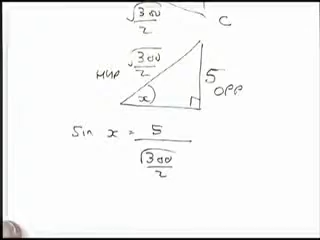 √300/2
C
HYP √300/2
5
x OPP
Sin x = 5/(√300/2)